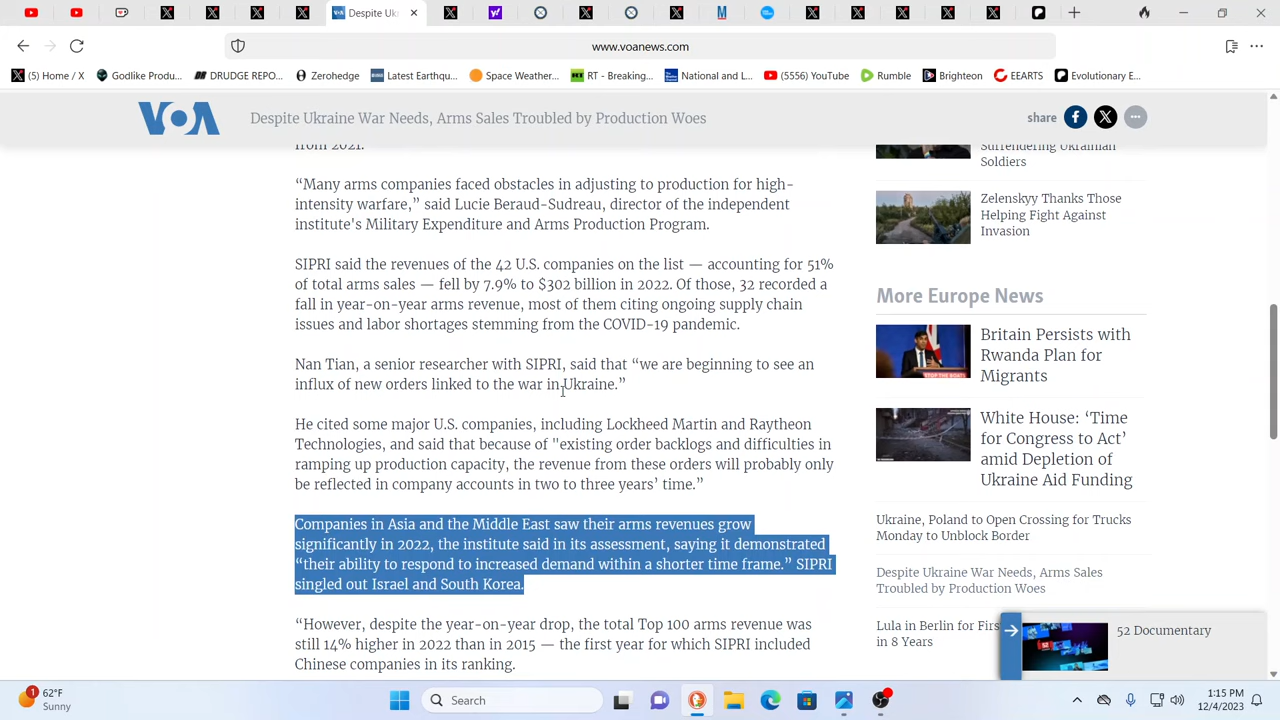 Despite Ukr
www.voanews.com
(5) Home / X
Godlike Produ...
DRUDGE REPO...
Zerohedge
Latest Earthqu...
Space Weather...
RT - Breaking...
National and L...
(5556) YouTube
Rumble
Brighteon
EEARTS
Evolutionary E...
VOA
Despite Ukraine War Needs, Arms Sales Troubled by Production Woes
share
from 2021.
“Many arms companies faced obstacles in adjusting to production for high-
intensity warfare,” said Lucie Beraud-Sudreau, director of the independent
institute's Military Expenditure and Arms Production Program.
SIPRI said the revenues of the 42 U.S. companies on the list — accounting for 51%
of total arms sales — fell by 7.9% to $302 billion in 2022. Of those, 32 recorded a
fall in year-on-year arms revenue, most of them citing ongoing supply chain
issues and labor shortages stemming from the COVID-19 pandemic.
Nan Tian, a senior researcher with SIPRI, said that “we are beginning to see an
influx of new orders linked to the war in Ukraine.”
He cited some major U.S. companies, including Lockheed Martin and Raytheon
Technologies, and said that because of "existing order backlogs and difficulties in
ramping up production capacity, the revenue from these orders will probably only
be reflected in company accounts in two to three years’ time.”
Companies in Asia and the Middle East saw their arms revenues grow
significantly in 2022, the institute said in its assessment, saying it demonstrated
“their ability to respond to increased demand within a shorter time frame.” SIPRI
singled out Israel and South Korea.
“However, despite the year-on-year drop, the total Top 100 arms revenue was
still 14% higher in 2022 than in 2015 — the first year for which SIPRI included
Chinese companies in its ranking.
Surrendering Ukrainian
Soldiers
Zelenskyy Thanks Those
Helping Fight Against
Invasion
More Europe News
Britain Persists with
Rwanda Plan for
Migrants
White House: ‘Time
for Congress to Act’
amid Depletion of
Ukraine Aid Funding
Ukraine, Poland to Open Crossing for Trucks
Monday to Unblock Border
Despite Ukraine War Needs, Arms Sales
Troubled by Production Woes
Lula in Berlin for Firs
in 8 Years
52 Documentary
1
62°F
Sunny
Search
1:15 PM
12/4/2023